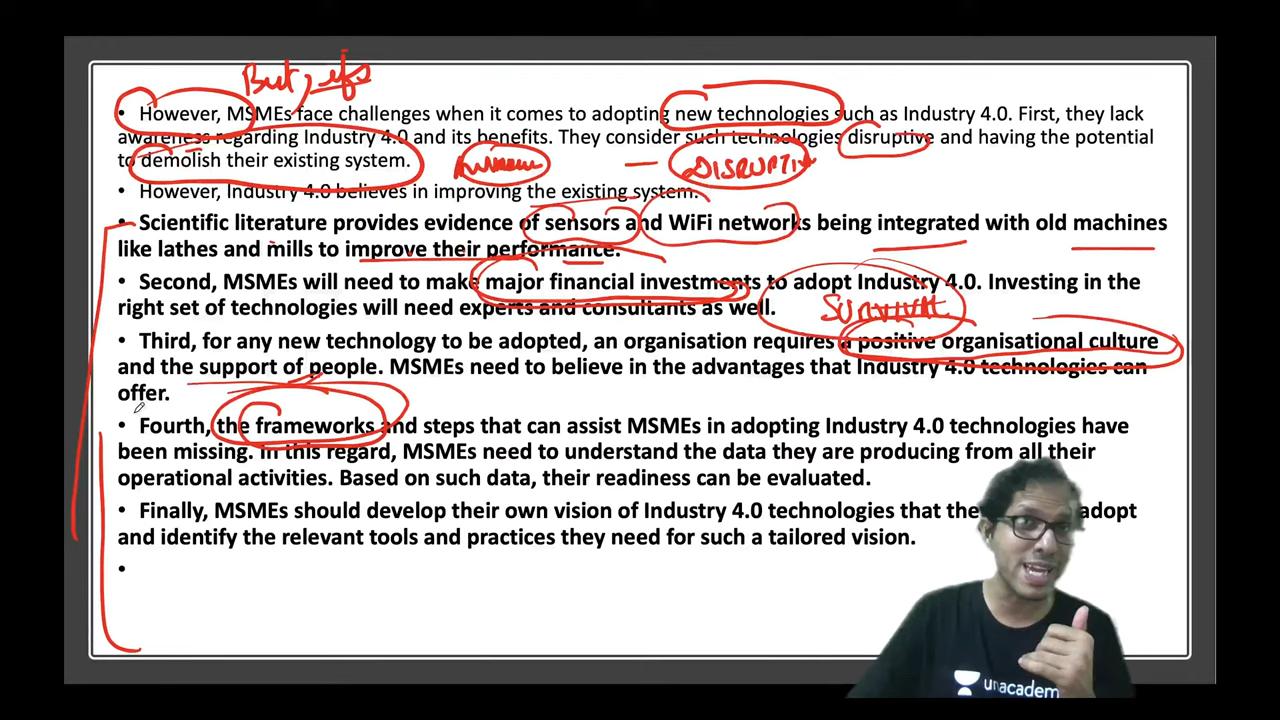 But, ifs
• However, MSMEs face challenges when it comes to adopting new technologies such as Industry 4.0. First, they lack
awareness regarding Industry 4.0 and its benefits. They consider such technologies disruptive and having the potential
to demolish their existing system.
— DISRUPTIVE
• However, Industry 4.0 believes in improving the existing system.
• Scientific literature provides evidence of sensors and WiFi networks being integrated with old machines
like lathes and mills to improve their performance.
• Second, MSMEs will need to make major financial investments to adopt Industry 4.0. Investing in the
right set of technologies will need experts and consultants as well.
SURVIVAL
• Third, for any new technology to be adopted, an organisation requires a positive organisational culture
and the support of people. MSMEs need to believe in the advantages that Industry 4.0 technologies can
offer.
• Fourth, the frameworks and steps that can assist MSMEs in adopting Industry 4.0 technologies have
been missing. In this regard, MSMEs need to understand the data they are producing from all their
operational activities. Based on such data, their readiness can be evaluated.
• Finally, MSMEs should develop their own vision of Industry 4.0 technologies that the adopt
and identify the relevant tools and practices they need for such a tailored vision.
•
unacadem